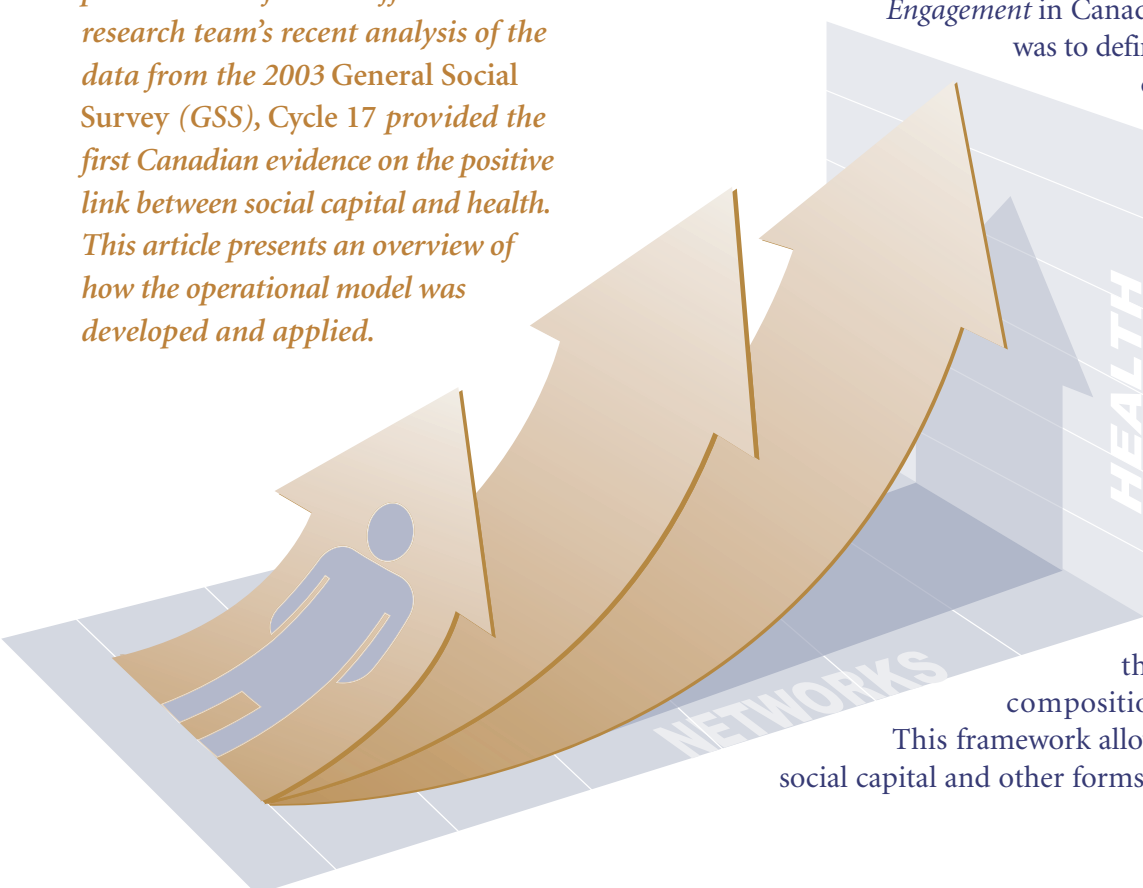 research team's recent analysis of the
data from the 2003 General Social
Survey (GSS), Cycle 17 provided the
first Canadian evidence on the positive
link between social capital and health.
This article presents an overview of
how the operational model was
developed and applied.
Engagement in Canad
was to defin
HEALTH
NETWORKS
th
compositio
This framework allo
social capital and other forms